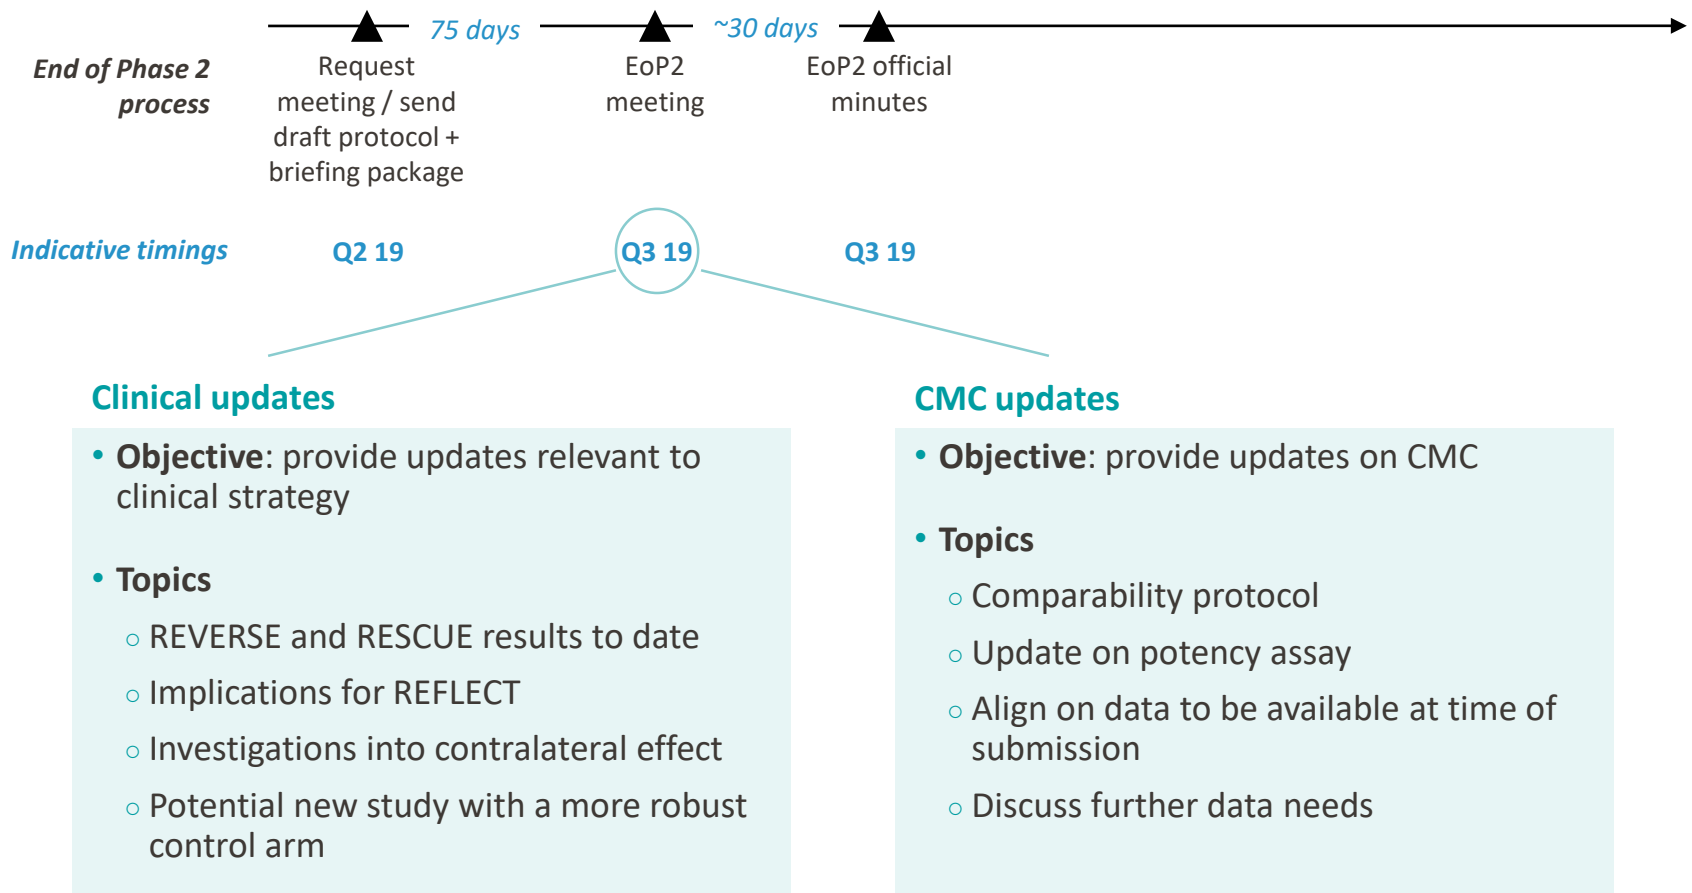 75 days
~30 days
End of Phase 2
process
Request
meeting / send
draft protocol +
briefing package
EoP2
meeting
EoP2 official
minutes
Indicative timings
Q2 19
Q3 19
Q3 19
Clinical updates
• Objective: provide updates relevant to
clinical strategy
• Topics
○ REVERSE and RESCUE results to date
○ Implications for REFLECT
○ Investigations into contralateral effect
○ Potential new study with a more robust
control arm
CMC updates
• Objective: provide updates on CMC
• Topics
○ Comparability protocol
○ Update on potency assay
○ Align on data to be available at time of
submission
○ Discuss further data needs